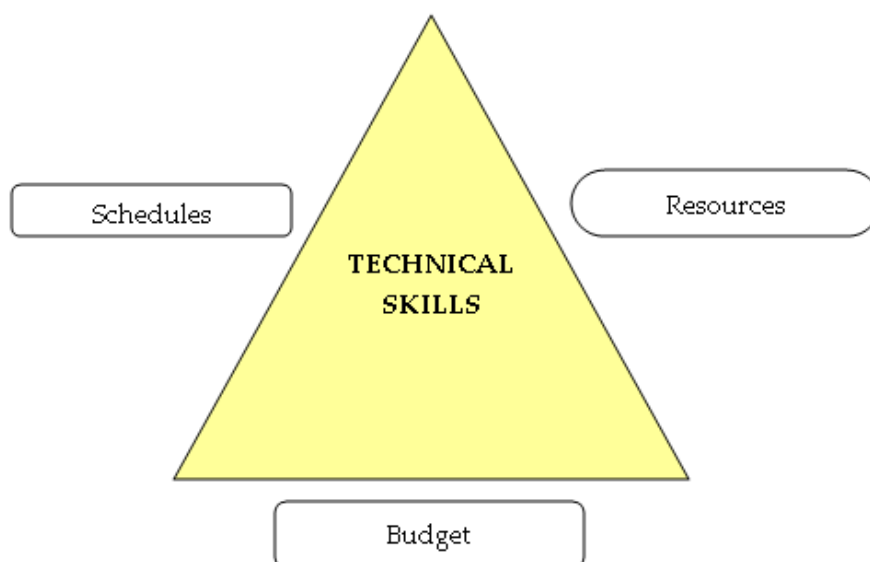 Schedules
Resources
TECHNICAL
SKILLS
Budget